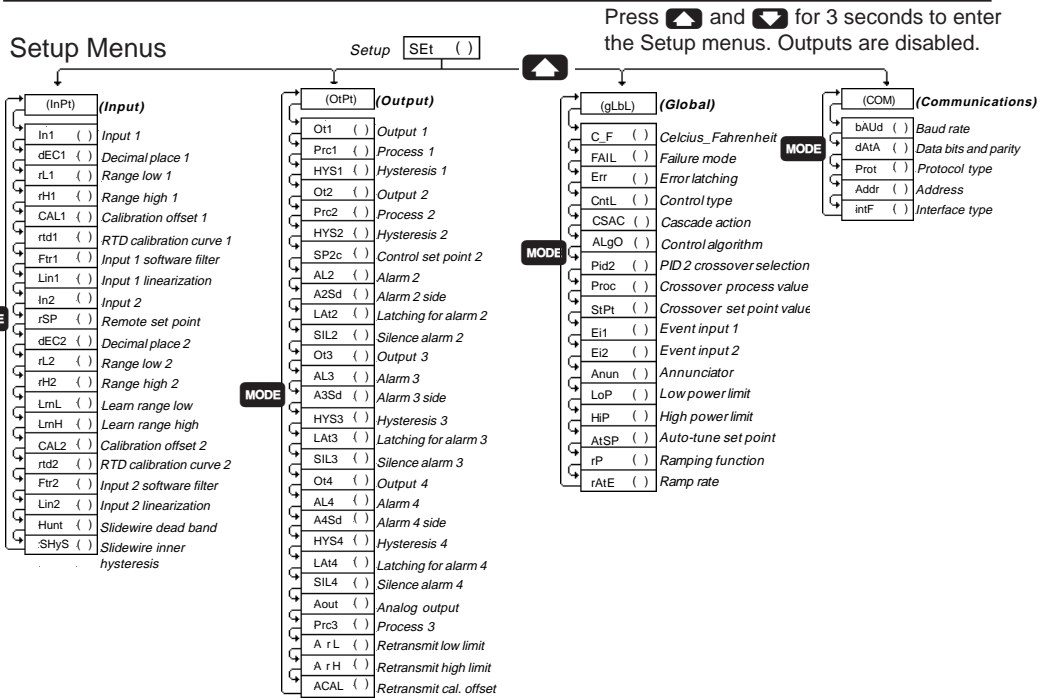 Press and for 3 seconds to enter
the Setup menus. Outputs are disabled.
Setup Menus
Setup SEt ( )
(InPt) (Input)
In1 ( ) Input 1
dEC1 ( ) Decimal place 1
rL1 ( ) Range low 1
rH1 ( ) Range high 1
CAL1 ( ) Calibration offset 1
rtd1 ( ) RTD calibration curve 1
Ftr1 ( ) Input 1 software filter
Lin1 ( ) Input 1 linearization
In2 ( ) Input 2
rSP ( ) Remote set point
dEC2 ( ) Decimal place 2
rL2 ( ) Range low 2
rH2 ( ) Range high 2
LrnL ( ) Learn range low
LrnH ( ) Learn range high
CAL2 ( ) Calibration offset 2
rtd2 ( ) RTD calibration curve 2
Ftr2 ( ) Input 2 software filter
Lin2 ( ) Input 2 linearization
Hunt ( ) Slidewire dead band
SHyS ( ) Slidewire inner
hysteresis
E
(OtPt) (Output)
Ot1 ( ) Output 1
Prc1 ( ) Process 1
HYS1 ( ) Hysteresis 1
Ot2 ( ) Output 2
Prc2 ( ) Process 2
HYS2 ( ) Hysteresis 2
SP2c ( ) Control set point 2
AL2 ( ) Alarm 2
A2Sd ( ) Alarm 2 side
LAt2 ( ) Latching for alarm 2
SIL2 ( ) Silence alarm 2
Ot3 ( ) Output 3
AL3 ( ) Alarm 3
A3Sd ( ) Alarm 3 side
HYS3 ( ) Hysteresis 3
LAt3 ( ) Latching for alarm 3
SIL3 ( ) Silence alarm 3
Ot4 ( ) Output 4
AL4 ( ) Alarm 4
A4Sd ( ) Alarm 4 side
HYS4 ( ) Hysteresis 4
LAt4 ( ) Latching for alarm 4
SIL4 ( ) Silence alarm 4
Aout ( ) Analog output
Prc3 ( ) Process 3
A rL ( ) Retransmit low limit
A rH ( ) Retransmit high limit
ACAL ( ) Retransmit cal. offset
MODE
(gLbL) (Global)
C_F ( ) Celcius_Fahrenheit
FAIL ( ) Failure mode
Err ( ) Error latching
CntL ( ) Control type
CSAC ( ) Cascade action
ALgO ( ) Control algorithm
Pid2 ( ) PID 2 crossover selection
Proc ( ) Crossover process value
StPt ( ) Crossover set point value
Ei1 ( ) Event input 1
Ei2 ( ) Event input 2
Anun ( ) Annunciator
LoP ( ) Low power limit
HiP ( ) High power limit
AtSP ( ) Auto-tune set point
rP ( ) Ramping function
rAtE ( ) Ramp rate
MODE
(COM) (Communications)
bAUd ( ) Baud rate
dAtA ( ) Data bits and parity
Prot ( ) Protocol type
Addr ( ) Address
intF ( ) Interface type
MODE